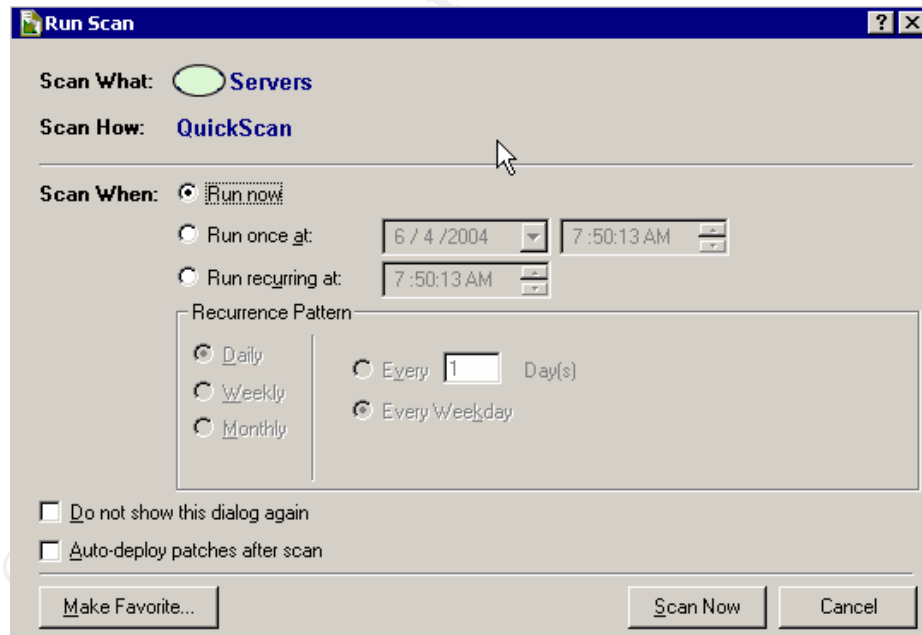 Run Scan
Scan What: Servers
Scan How: QuickScan
Scan When: Run now
Run once at: 6 / 4 /2004 7 :50:13 AM
Run recurring at: 7 :50:13 AM
Recurrence Pattern
Daily
Weekly
Monthly
Every 1 Day(s)
Every Weekday
Do not show this dialog again
Auto-deploy patches after scan
Make Favorite... Scan Now Cancel